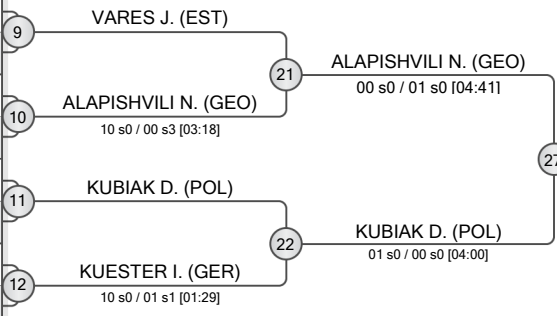 9
VARES J. (EST)
21
ALAPISHVILI N. (GEO)
00 s0 / 01 s0 [04:41]
10
ALAPISHVILI N. (GEO)
10 s0 / 00 s3 [03:18]
27
11
KUBIAK D. (POL)
22
KUBIAK D. (POL)
01 s0 / 00 s0 [04:00]
12
KUESTER I. (GER)
10 s0 / 01 s1 [01:29]